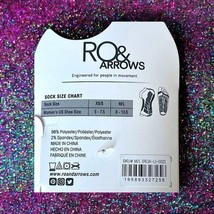 RO&
ARROWS
Engineered for people in movement
SOCK SIZE CHART
Sock Size XS/S M/L
Women's US Shoe Size 5 - 7.5 8 - 10.5
98% Polyester/Poliéster/Polyester
2% Spandex/Spandex/Élasthanne
MADE IN CHINA
HECHO EN CHINA
FABRIQUÉ EN CHINE
www.roandarrows.com